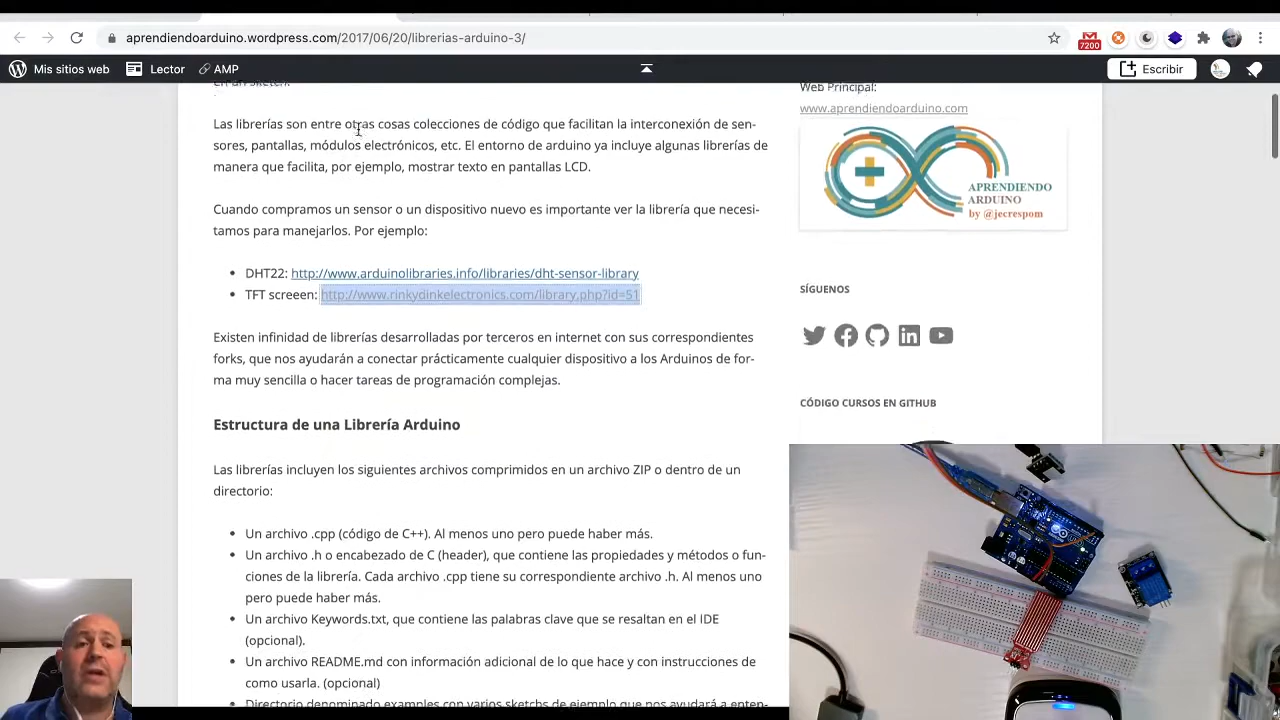 aprendiendoarduino.wordpress.com/2017/06/20/librerias-arduino-3/
7200
Mis sitios web
Lector
AMP
Escribir
en un sketch.
Las librerías son entre otras cosas colecciones de código que facilitan la interconexión de sen-
sores, pantallas, módulos electrónicos, etc. El entorno de arduino ya incluye algunas librerías de
manera que facilita, por ejemplo, mostrar texto en pantallas LCD.
Cuando compramos un sensor o un dispositivo nuevo es importante ver la librería que necesi-
tamos para manejarlos. Por ejemplo:
DHT22: http://www.arduinolibraries.info/libraries/dht-sensor-library
TFT screeen: http://www.rinkydinkelectronics.com/library.php?id=51
Existen infinidad de librerías desarrolladas por terceros en internet con sus correspondientes
forks, que nos ayudarán a conectar prácticamente cualquier dispositivo a los Arduinos de for-
ma muy sencilla o hacer tareas de programación complejas.
Estructura de una Librería Arduino
Las librerías incluyen los siguientes archivos comprimidos en un archivo ZIP o dentro de un
directorio:
Un archivo .cpp (código de C++). Al menos uno pero puede haber más.
Un archivo .h o encabezado de C (header), que contiene las propiedades y métodos o fun-
ciones de la librería. Cada archivo .cpp tiene su correspondiente archivo .h. Al menos uno
pero puede haber más.
Un archivo Keywords.txt, que contiene las palabras clave que se resaltan en el IDE
(opcional).
Un archivo README.md con información adicional de lo que hace y con instrucciones de
como usarla. (opcional)
Directorio denominado examples con varios sketchs de ejemplo que nos ayudará a enten-
Web Principal:
www.aprendiendoarduino.com
APRENDIENDO
ARDUINO
by @jecrespom
SÍGUENOS
CÓDIGO CURSOS EN GITHUB